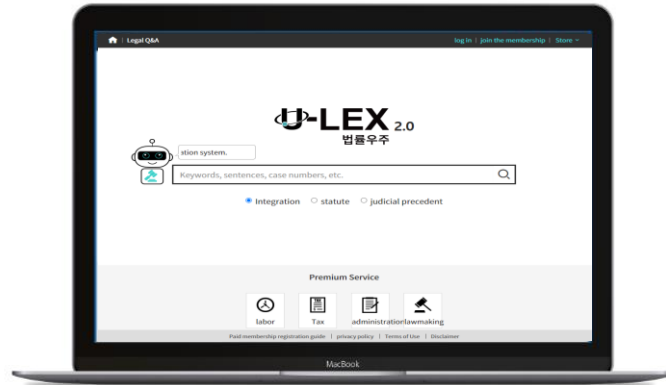 Legal Q&A
log in | join the membership | Store
U-LEX 2.0
법률우주
ation system.
Keywords, sentences, case numbers, etc.
Integration statute judicial precedent
Premium Service
labor Tax administration lawmaking
Paid membership registration guide | privacy policy | Terms of Use | Disclaimer
MacBook